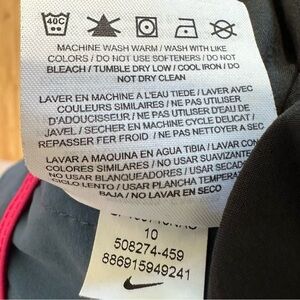 40C
MACHINE WASH WARM / WASH WITH LIKE
COLORS / DO NOT USE SOFTENERS / DO NOT
BLEACH / TUMBLE DRY LOW / COOL IRON / DO
NOT DRY CLEAN
LAVER EN MACHINE A L'EAU TIEDE / LAVER AVEC
COULEURS SIMILAIRES / NE PAS UTILISER
D'ADOUCISSEUR / NE PAS UTILISER D'EAU DE
JAVEL / SECHER EN MACHINE CYCLE DELICAT /
REPASSER FER FROID / NE PAS NETTOYER A SEC
LAVAR A MAQUINA EN AGUA TIBIA / LAVAR CON
COLORES SIMILARES / NO USAR SUAVIZANTE
NO USAR BLANQUEADORES / USAR SECADO
CICLO LENTO / USAR PLANCHA TEMPERA
BAJA / NO LAVAR EN SECO
10
508274-459
886915949241